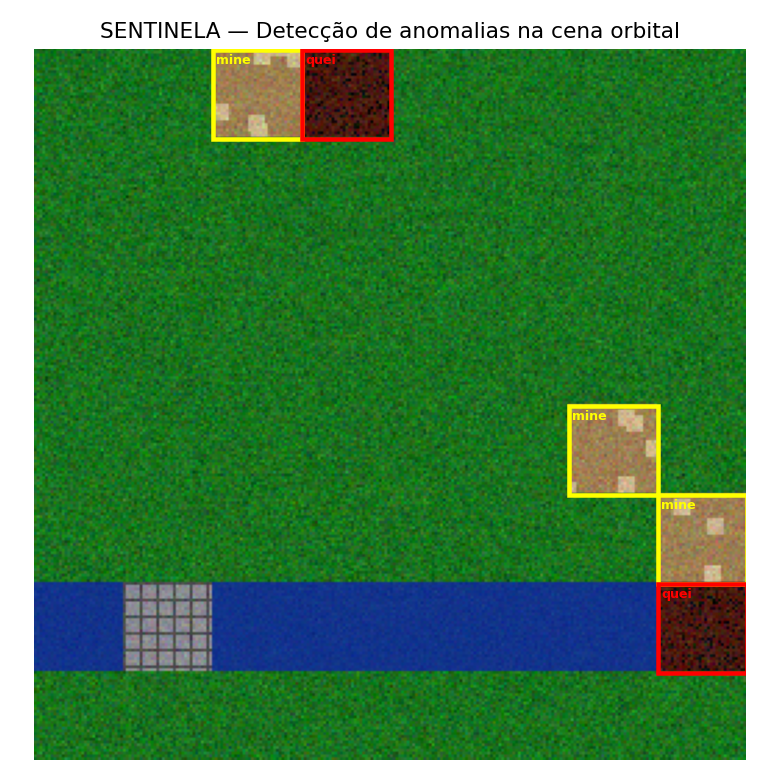 SENTINELA — Detecção de anomalias na cena orbital
mine
quei
mine
mine
quei